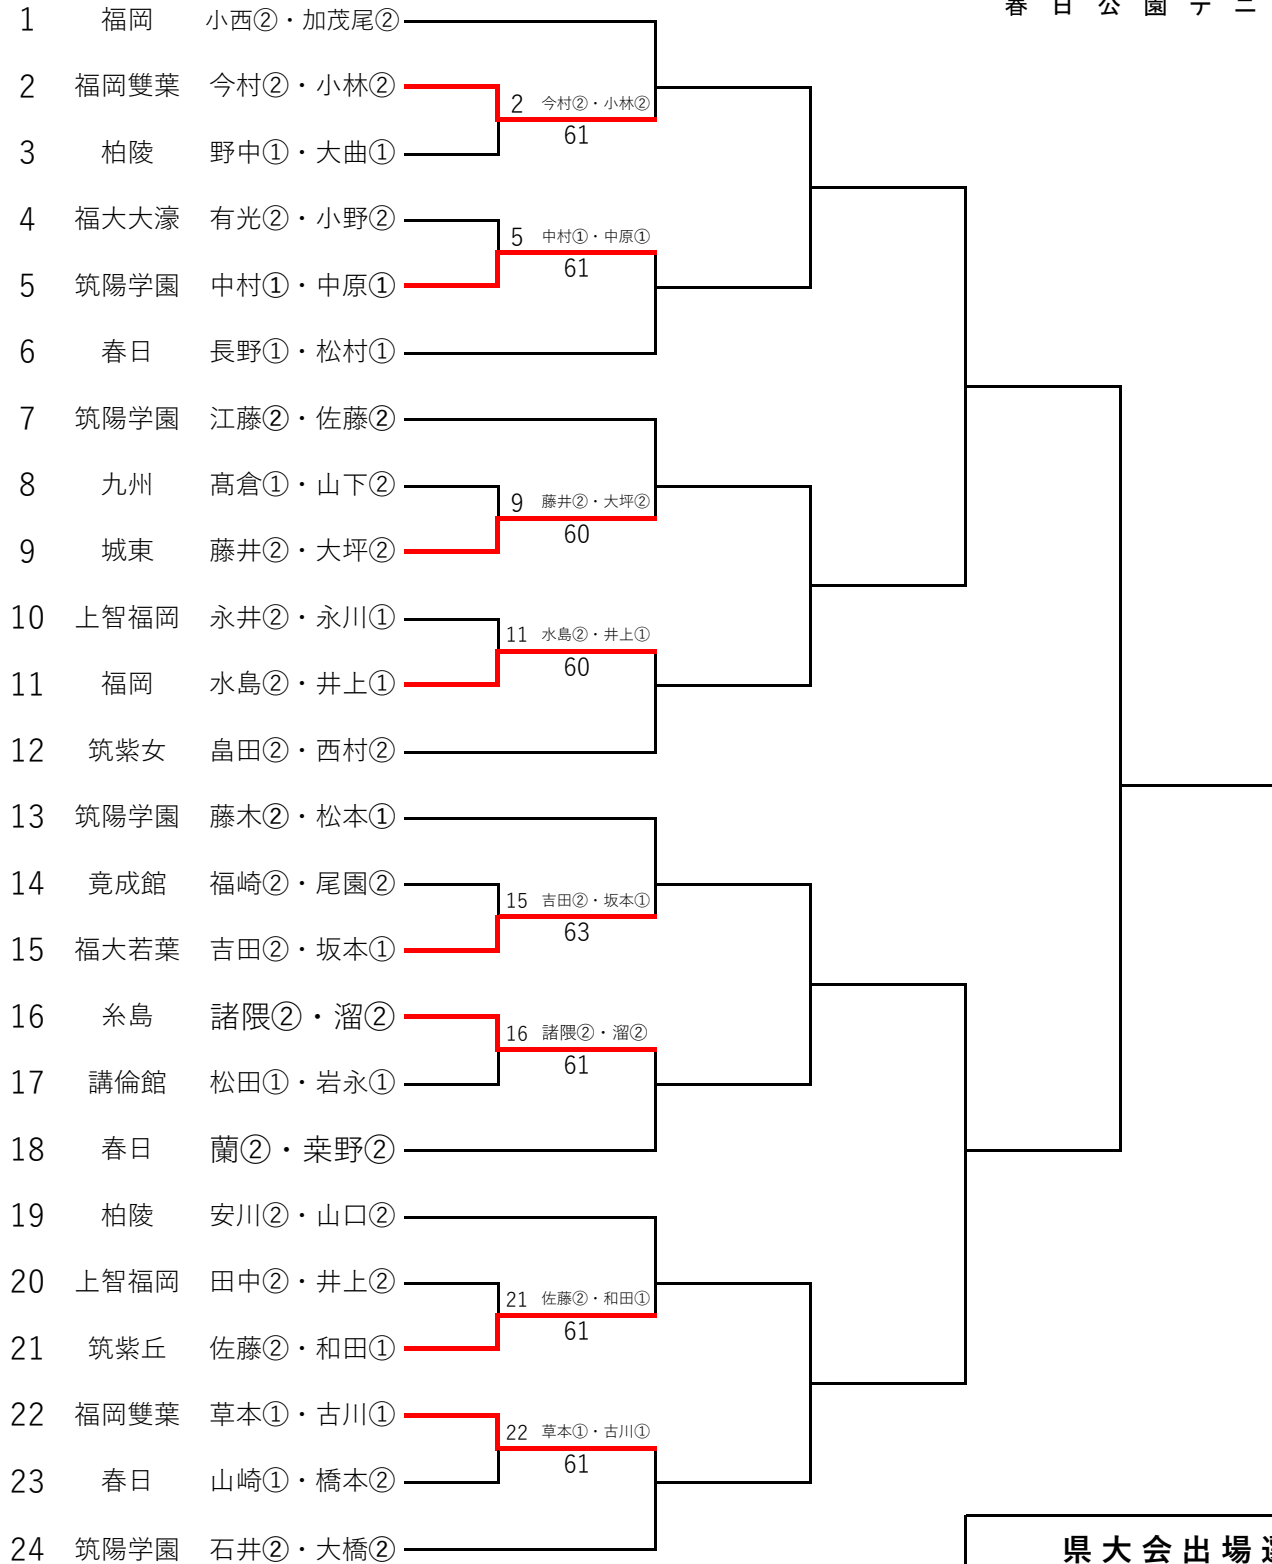 春日公園テニ
1 福岡 小西②・加茂尾②
2 福岡雙葉 今村②・小林②
2 今村②・小林②
61
3 柏陵 野中①・大曲①
4 福大大濠 有光②・小野②
5 中村①・中原①
61
5 筑陽学園 中村①・中原①
6 春日 長野①・松村①
7 筑陽学園 江藤②・佐藤②
8 九州 髙倉①・山下②
9 藤井②・大坪②
60
9 城東 藤井②・大坪②
10 上智福岡 永井②・永川①
11 水島②・井上①
60
11 福岡 水島②・井上①
12 筑紫女 畠田②・西村②
13 筑陽学園 藤木②・松本①
14 竟成館 福崎②・尾園②
15 吉田②・坂本①
63
15 福大若葉 吉田②・坂本①
16 糸島 諸隈②・溜②
16 諸隈②・溜②
61
17 講倫館 松田①・岩永①
18 春日 蘭②・桒野②
19 柏陵 安川②・山口②
20 上智福岡 田中②・井上②
21 佐藤②・和田①
61
21 筑紫丘 佐藤②・和田①
22 福岡雙葉 草本①・古川①
22 草本①・古川①
61
23 春日 山崎①・橋本②
24 筑陽学園 石井②・大橋②
県大会出場選